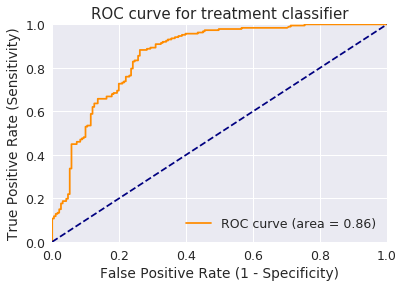 ROC curve for treatment classifier
True Positive Rate (Sensitivity)
1.0
0.8
0.6
0.4
0.2
0.0
ROC curve (area = 0.86)
0.0 0.2 0.4 0.6 0.8 1.0
False Positive Rate (1 - Specificity)